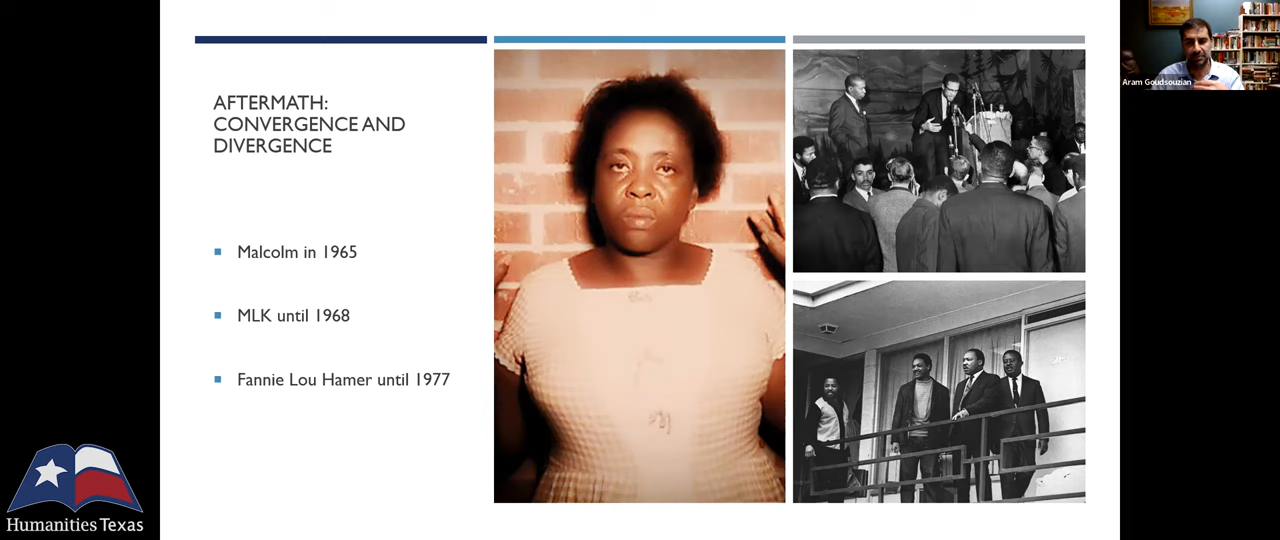 AFTERMATH:
CONVERGENCE AND
DIVERGENCE
Malcolm in 1965
MLK until 1968
Fannie Lou Hamer until 1977
Humanities Texas
Aram Goudsouzian